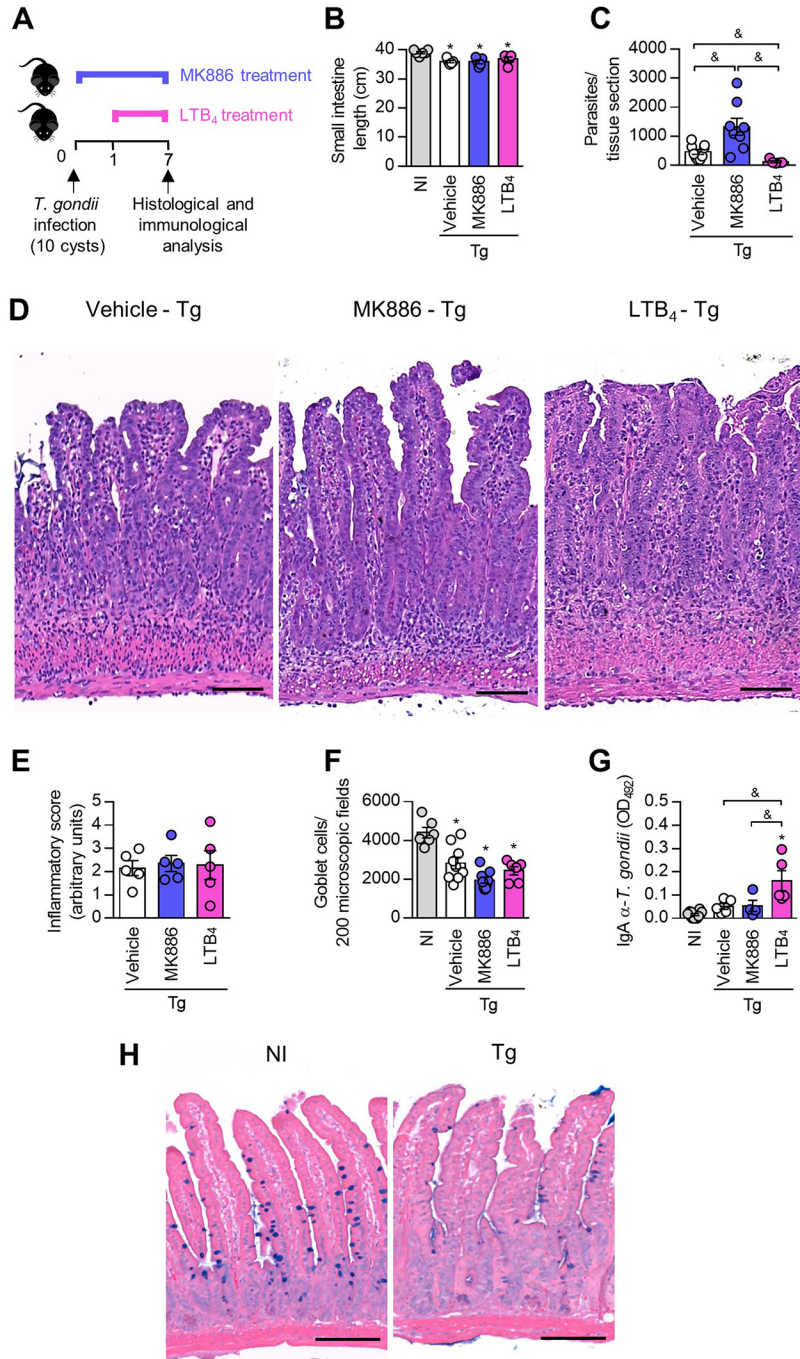 A
MK886 treatment
LTB4 treatment
0 1 7
T. gondii
infection
(10 cysts)
Histological and
immunological
analysis
B
Small intestine
length (cm)
40
30
20
10
0
* * *
NI
Vehicle
MK886
LTB4
Tg
C
Parasites/
tissue section
4000
3000
2000
1000
0
&
& &
Vehicle
MK886
LTB4
Tg
D
Vehicle - Tg
MK886 - Tg
LTB4 - Tg
E
Inflammatory score
(arbitrary units)
5
4
3
2
1
0
Vehicle
MK886
LTB4
Tg
F
Goblet cells/
200 microscopic fields
6000
4000
2000
0
* * *
NI
Vehicle
MK886
LTB4
Tg
G
IgA α-T. gondii (OD492)
0.5
0.4
0.3
0.2
0.1
0.0
&
&
*
NI
Vehicle
MK886
LTB4
Tg
H
NI
Tg